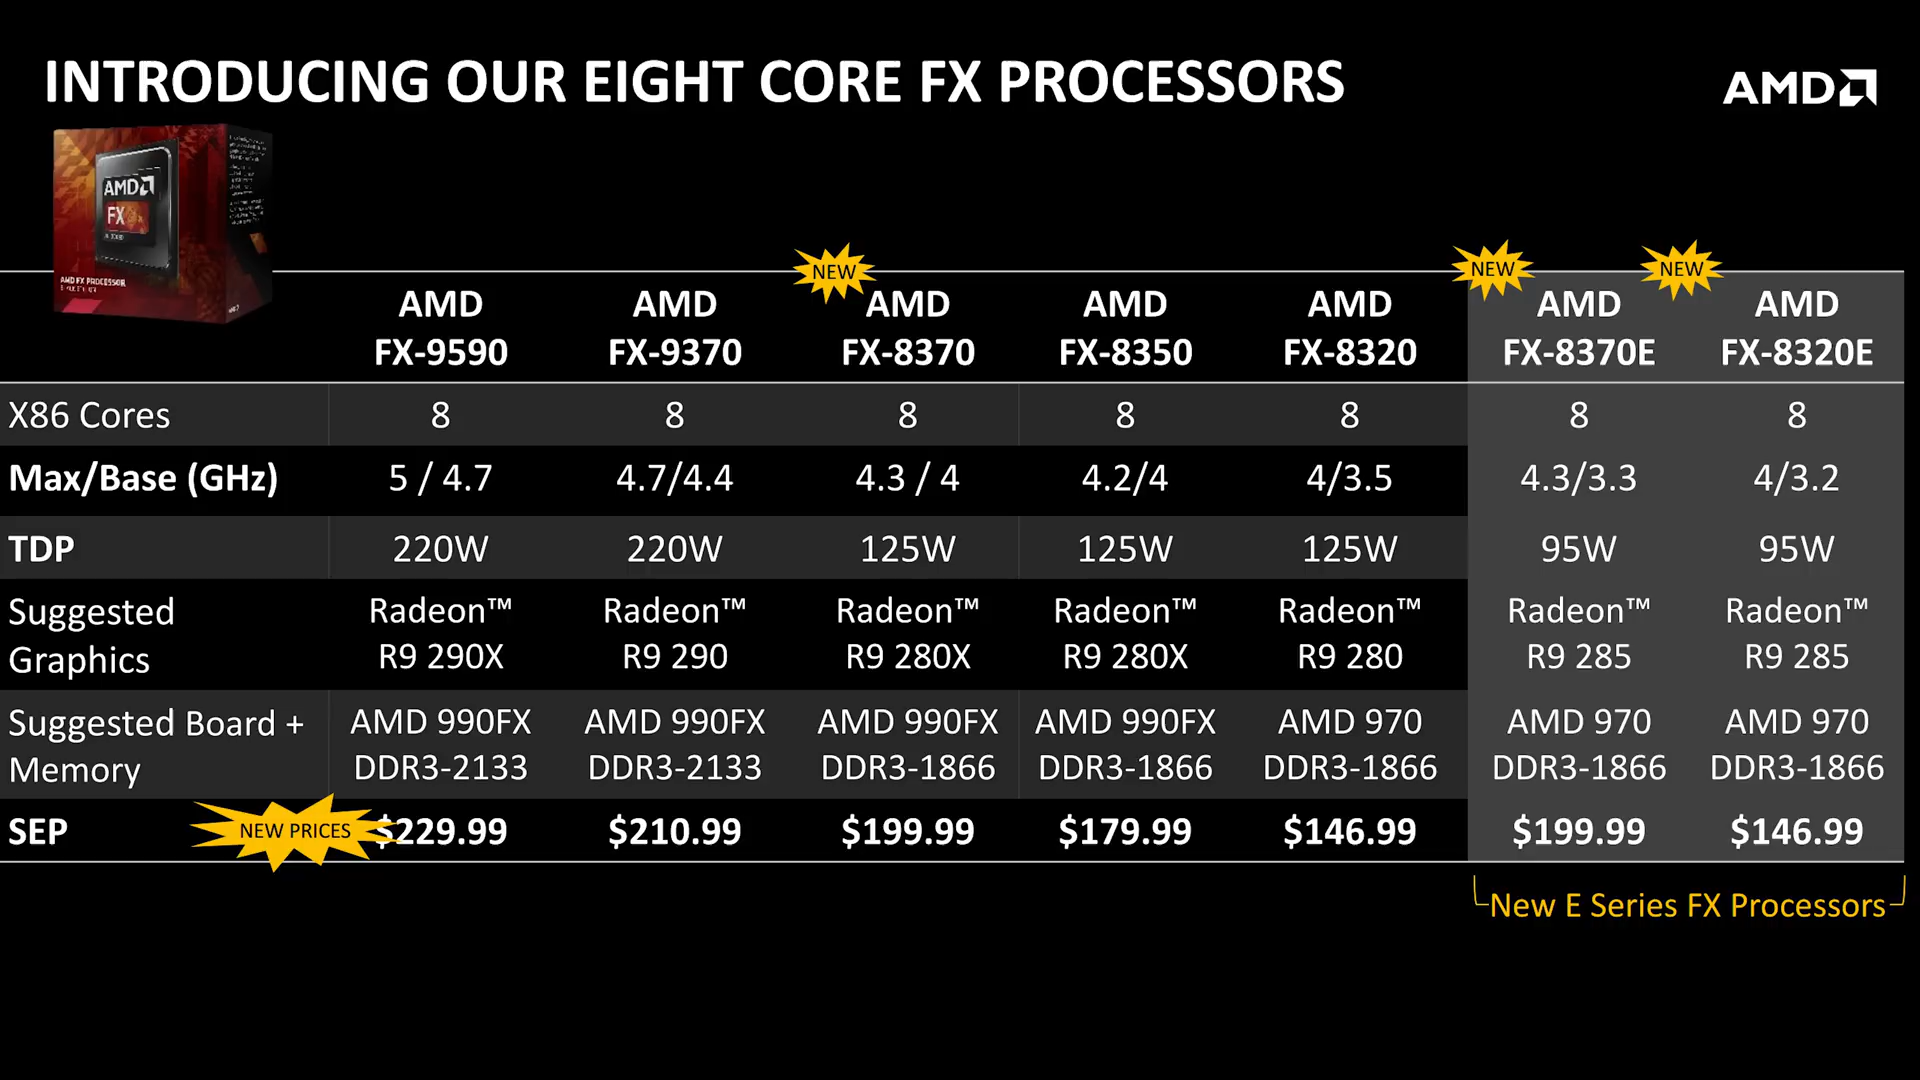 INTRODUCING OUR EIGHT CORE FX PROCESSORS
AMD
AMD
FX
AMD FX PROCESSOR
NEW
NEW
NEW
AMD FX-9590
AMD FX-9370
AMD FX-8370
AMD FX-8350
AMD FX-8320
AMD FX-8370E
AMD FX-8320E
X86 Cores 8 8 8 8 8 8 8
Max/Base (GHz) 5 / 4.7 4.7/4.4 4.3 / 4 4.2/4 4/3.5 4.3/3.3 4/3.2
TDP 220W 220W 125W 125W 125W 95W 95W
Suggested Radeon™ Radeon™ Radeon™ Radeon™ Radeon™ Radeon™ Radeon™
Graphics R9 290X R9 290 R9 280X R9 280X R9 280 R9 285 R9 285
Suggested Board + AMD 990FX AMD 990FX AMD 990FX AMD 990FX AMD 970 AMD 970 AMD 970
Memory DDR3-2133 DDR3-2133 DDR3-1866 DDR3-1866 DDR3-1866 DDR3-1866 DDR3-1866
SEP NEW PRICES $229.99 $210.99 $199.99 $179.99 $146.99 $199.99 $146.99
New E Series FX Processors